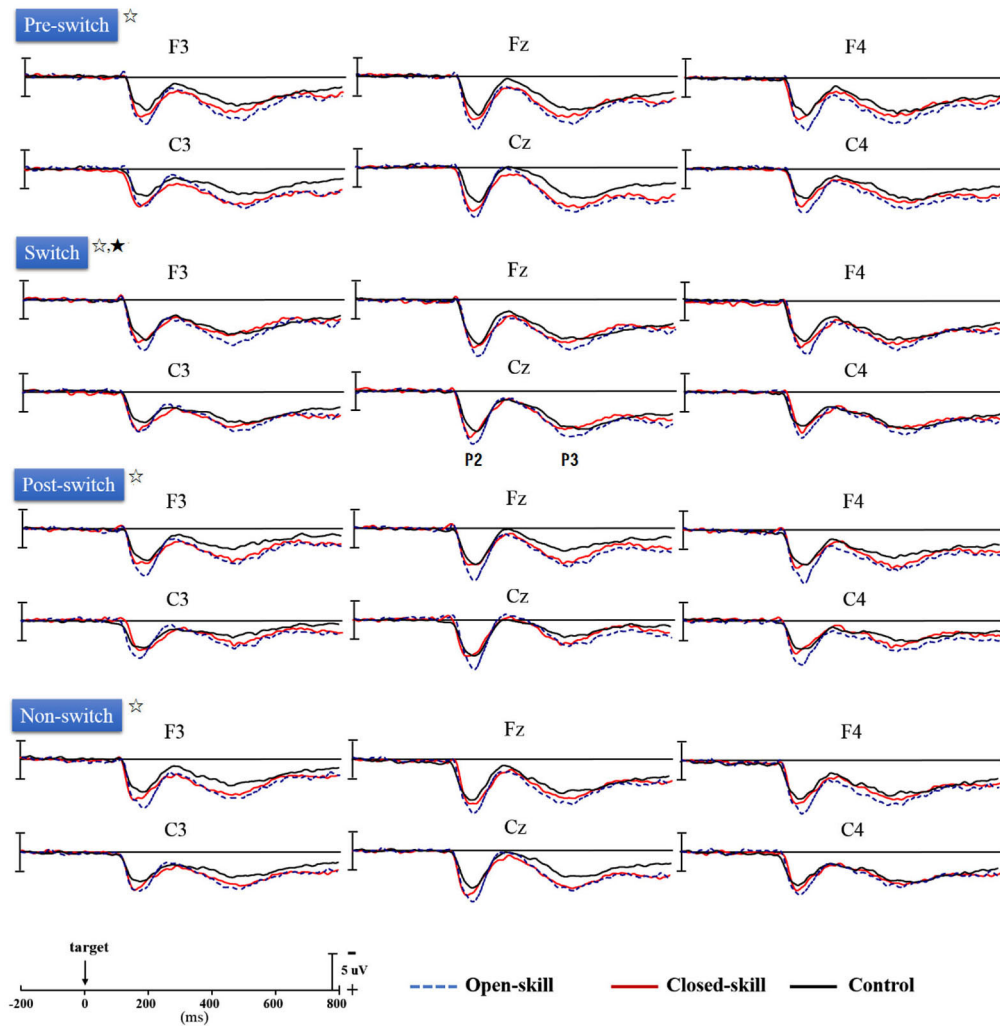 Pre-switch ☆
F3 Fz F4
C3 Cz C4
Switch ☆,★
F3 Fz F4
C3 Cz C4
P2 P3
Post-switch ☆
F3 Fz F4
C3 Cz C4
Non-switch ☆
F3 Fz F4
C3 Cz C4
target
-
5 uV
+
-200 0 200 400 600 800
(ms)
Open-skill Closed-skill Control